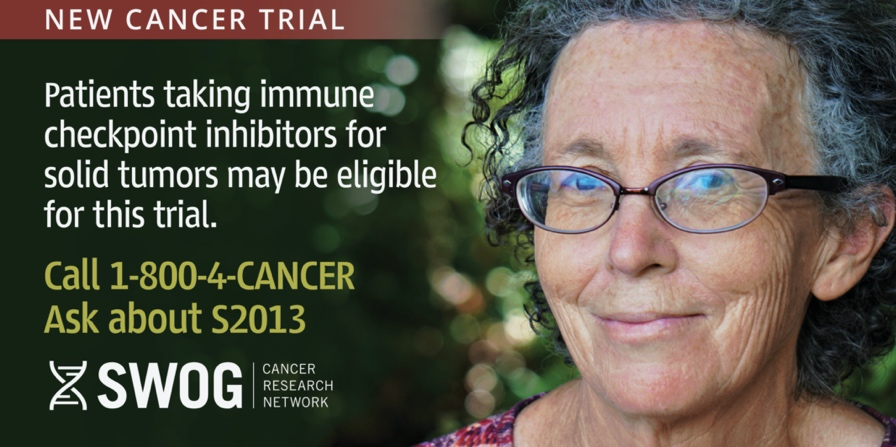 NEW CANCER TRIAL
Patients taking immune
checkpoint inhibitors for
solid tumors may be eligible
for this trial.
Call 1-800-4-CANCER
Ask about S2013
SWOG
CANCER
RESEARCH
NETWORK